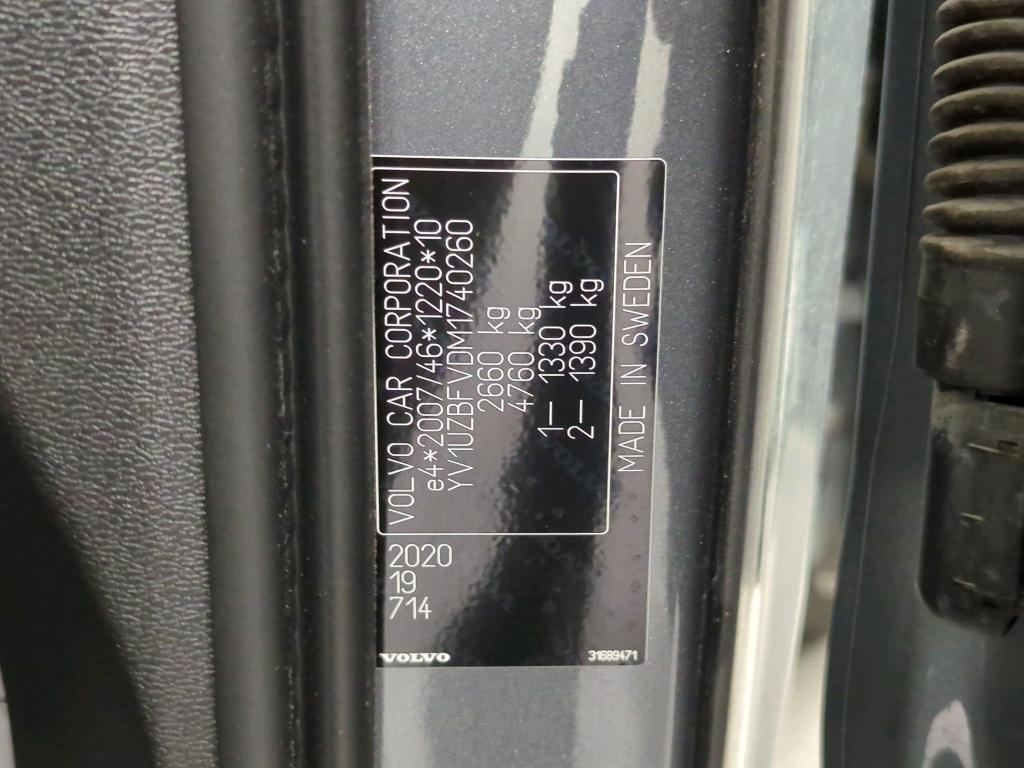 VOLVO CAR CORPORATION
e4*2007/46*1220*10
YV1UZBFVDM1740260
2660 kg
4760 kg
1— 1330 kg
2— 1390 kg
MADE IN SWEDEN
2020
19
714
VOLVO
31689471